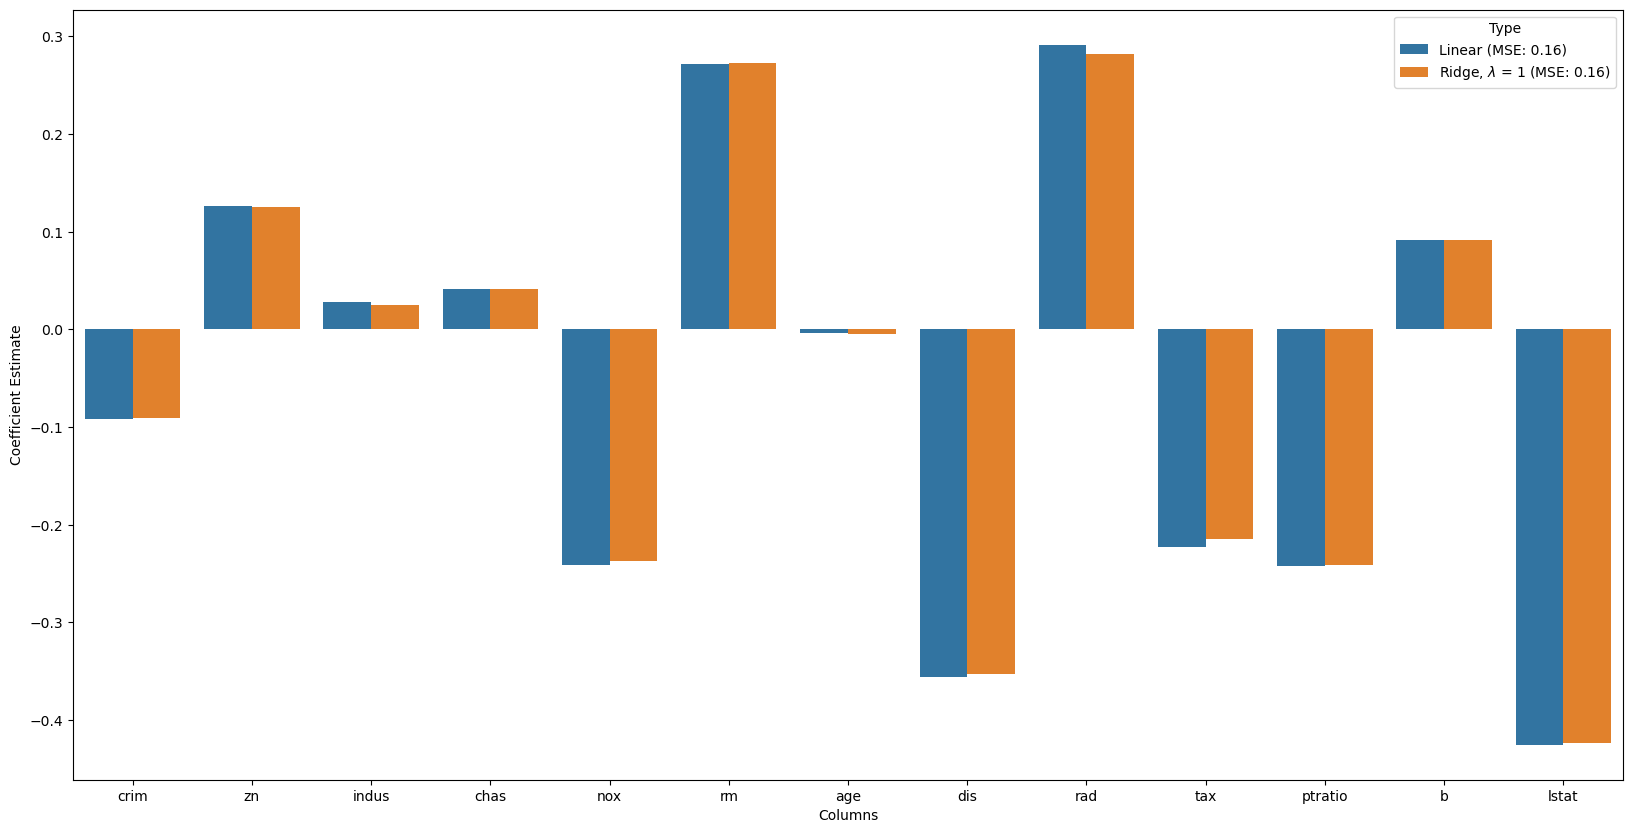 Type
Linear (MSE: 0.16)
Ridge, λ = 1 (MSE: 0.16)
Coefficient Estimate
0.3
0.2
0.1
0.0
−0.1
−0.2
−0.3
−0.4
crim zn indus chas nox rm age dis rad tax ptratio b lstat
Columns